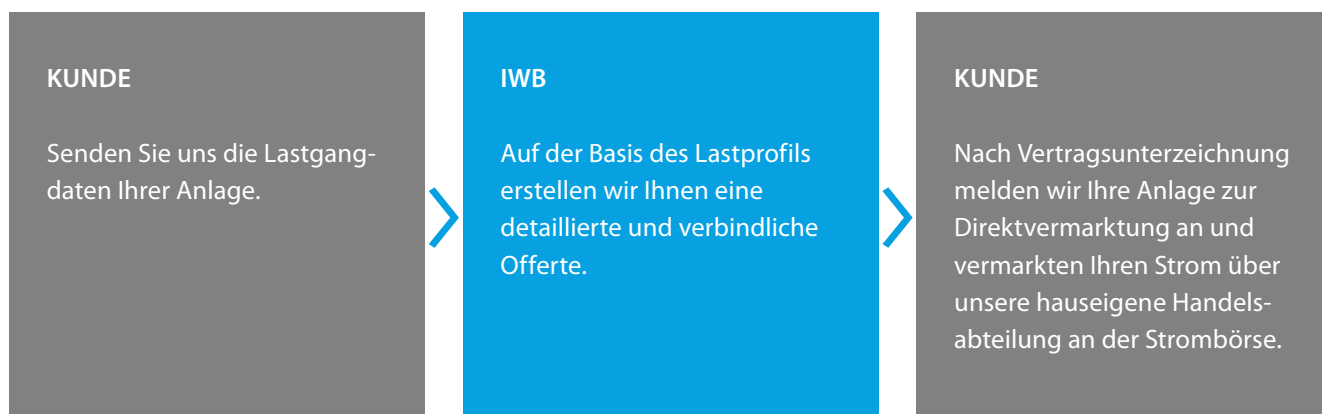 KUNDE
Senden Sie uns die Lastgang-
daten Ihrer Anlage.
IWB
Auf der Basis des Lastprofils
erstellen wir Ihnen eine
detaillierte und verbindliche
Offerte.
KUNDE
Nach Vertragsunterzeichnung
melden wir Ihre Anlage zur
Direktvermarktung an und
vermarkten Ihren Strom über
unsere hauseigene Handels-
abteilung an der Strombörse.